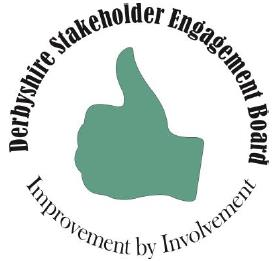 Derbyshire Stakeholder Engagement Board
Improvement by Involvement